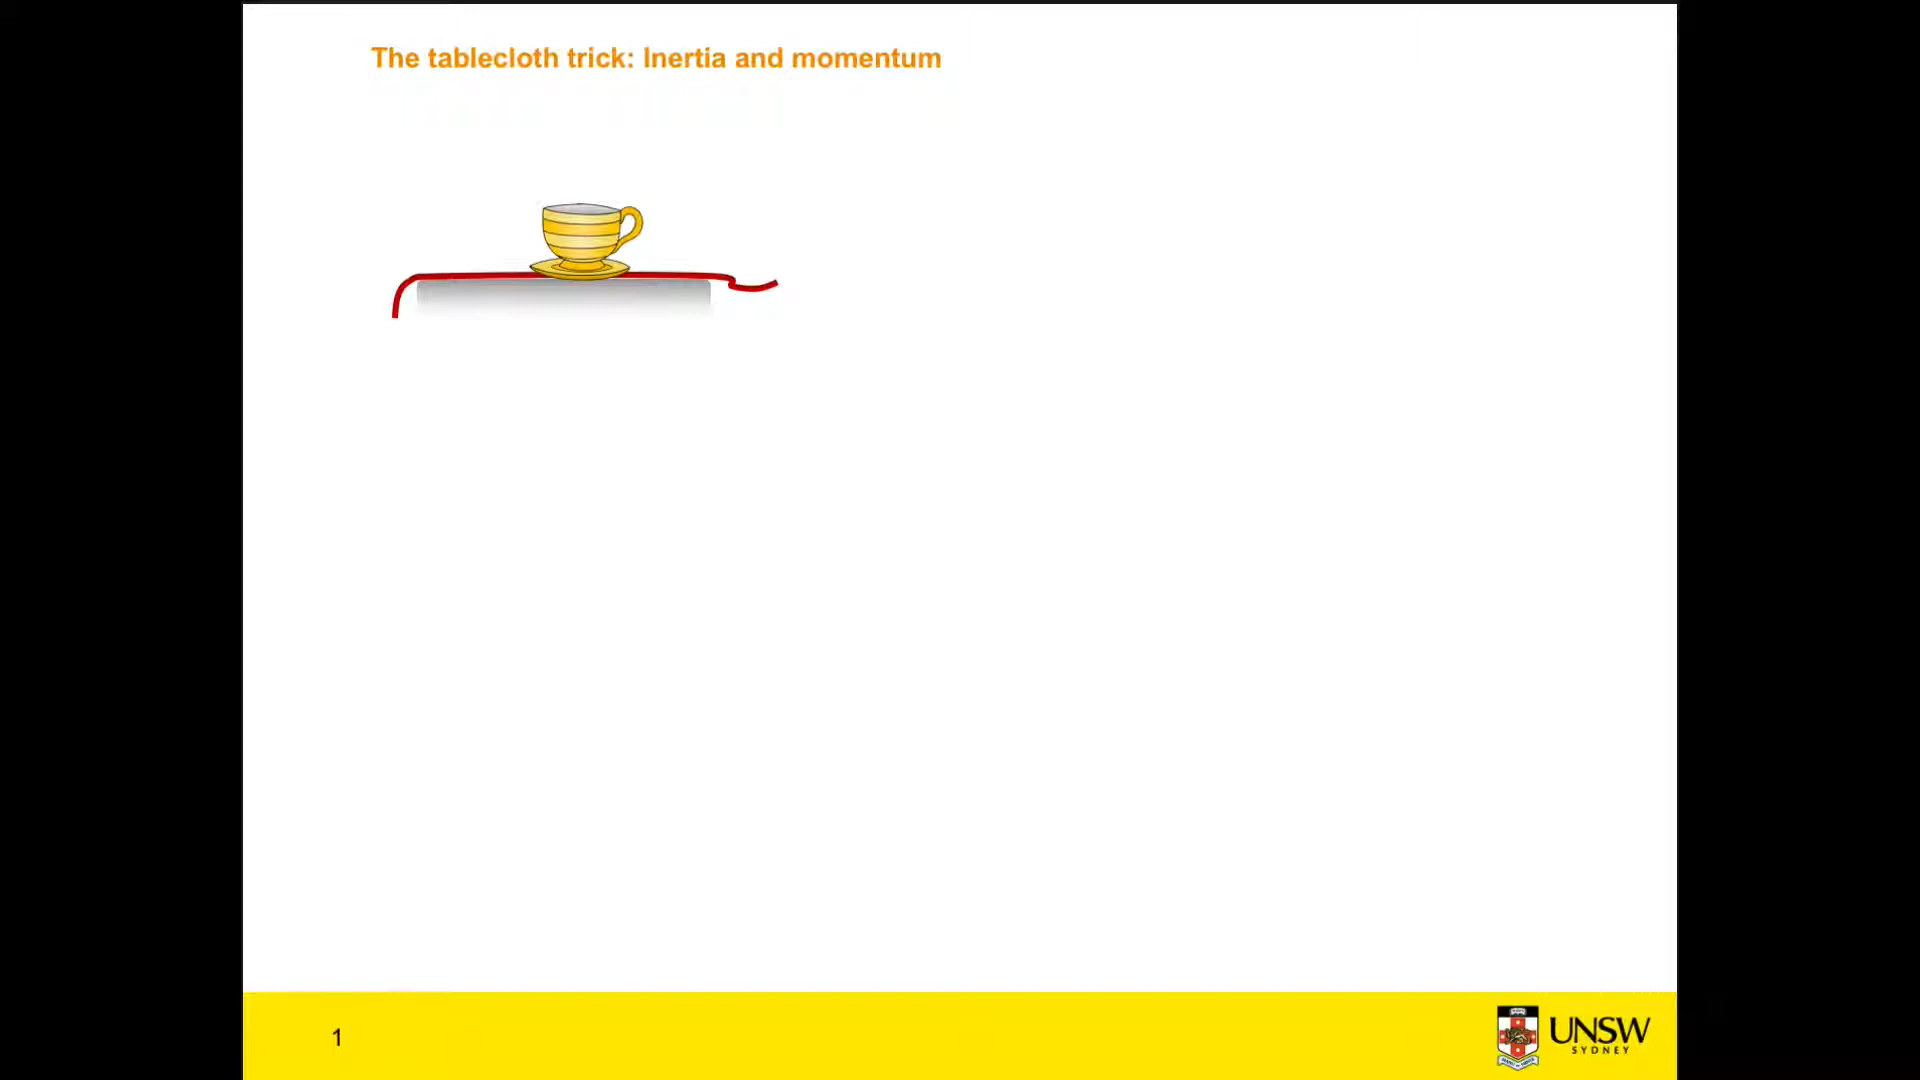 The tablecloth trick: Inertia and momentum
1
UNSW
SYDNEY